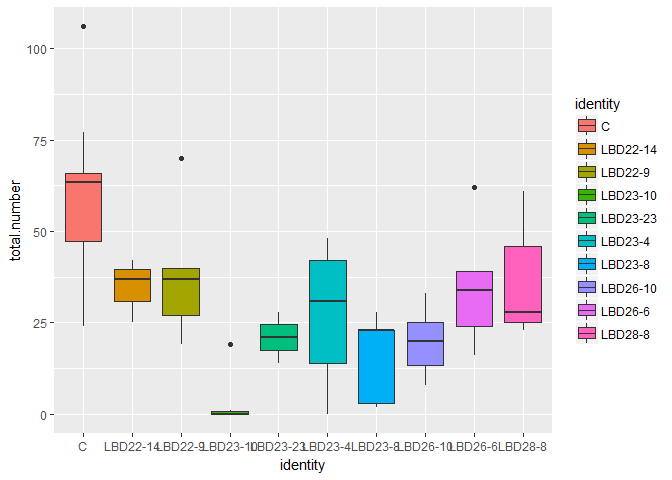 total.number
100
75
50
25
0
C LBD22-14 LBD22-9 LBD23-10 LBD23-23 LBD23-4 LBD23-8 LBD26-10 LBD26-6 LBD28-8
identity
identity
C
LBD22-14
LBD22-9
LBD23-10
LBD23-23
LBD23-4
LBD23-8
LBD26-10
LBD26-6
LBD28-8